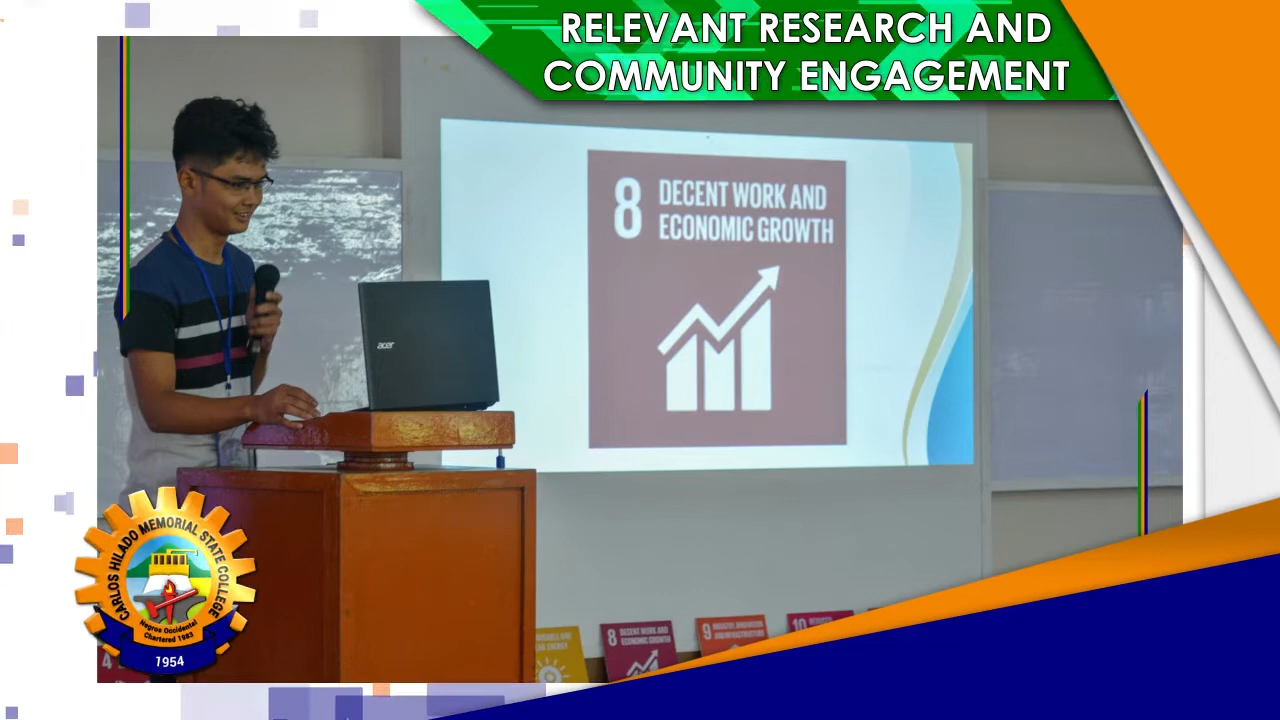 RELEVANT RESEARCH AND
COMMUNITY ENGAGEMENT
8 DECENT WORK AND
ECONOMIC GROWTH
acer
CARLOS HILADO MEMORIAL STATE COLLEGE
Negros Occidental
Chartered 1983
1954
4
8 DECENT WORK AND
ECONOMIC GROWTH
9 INDUSTRY, INNOVATION
AND INFRASTRUCTURE
10